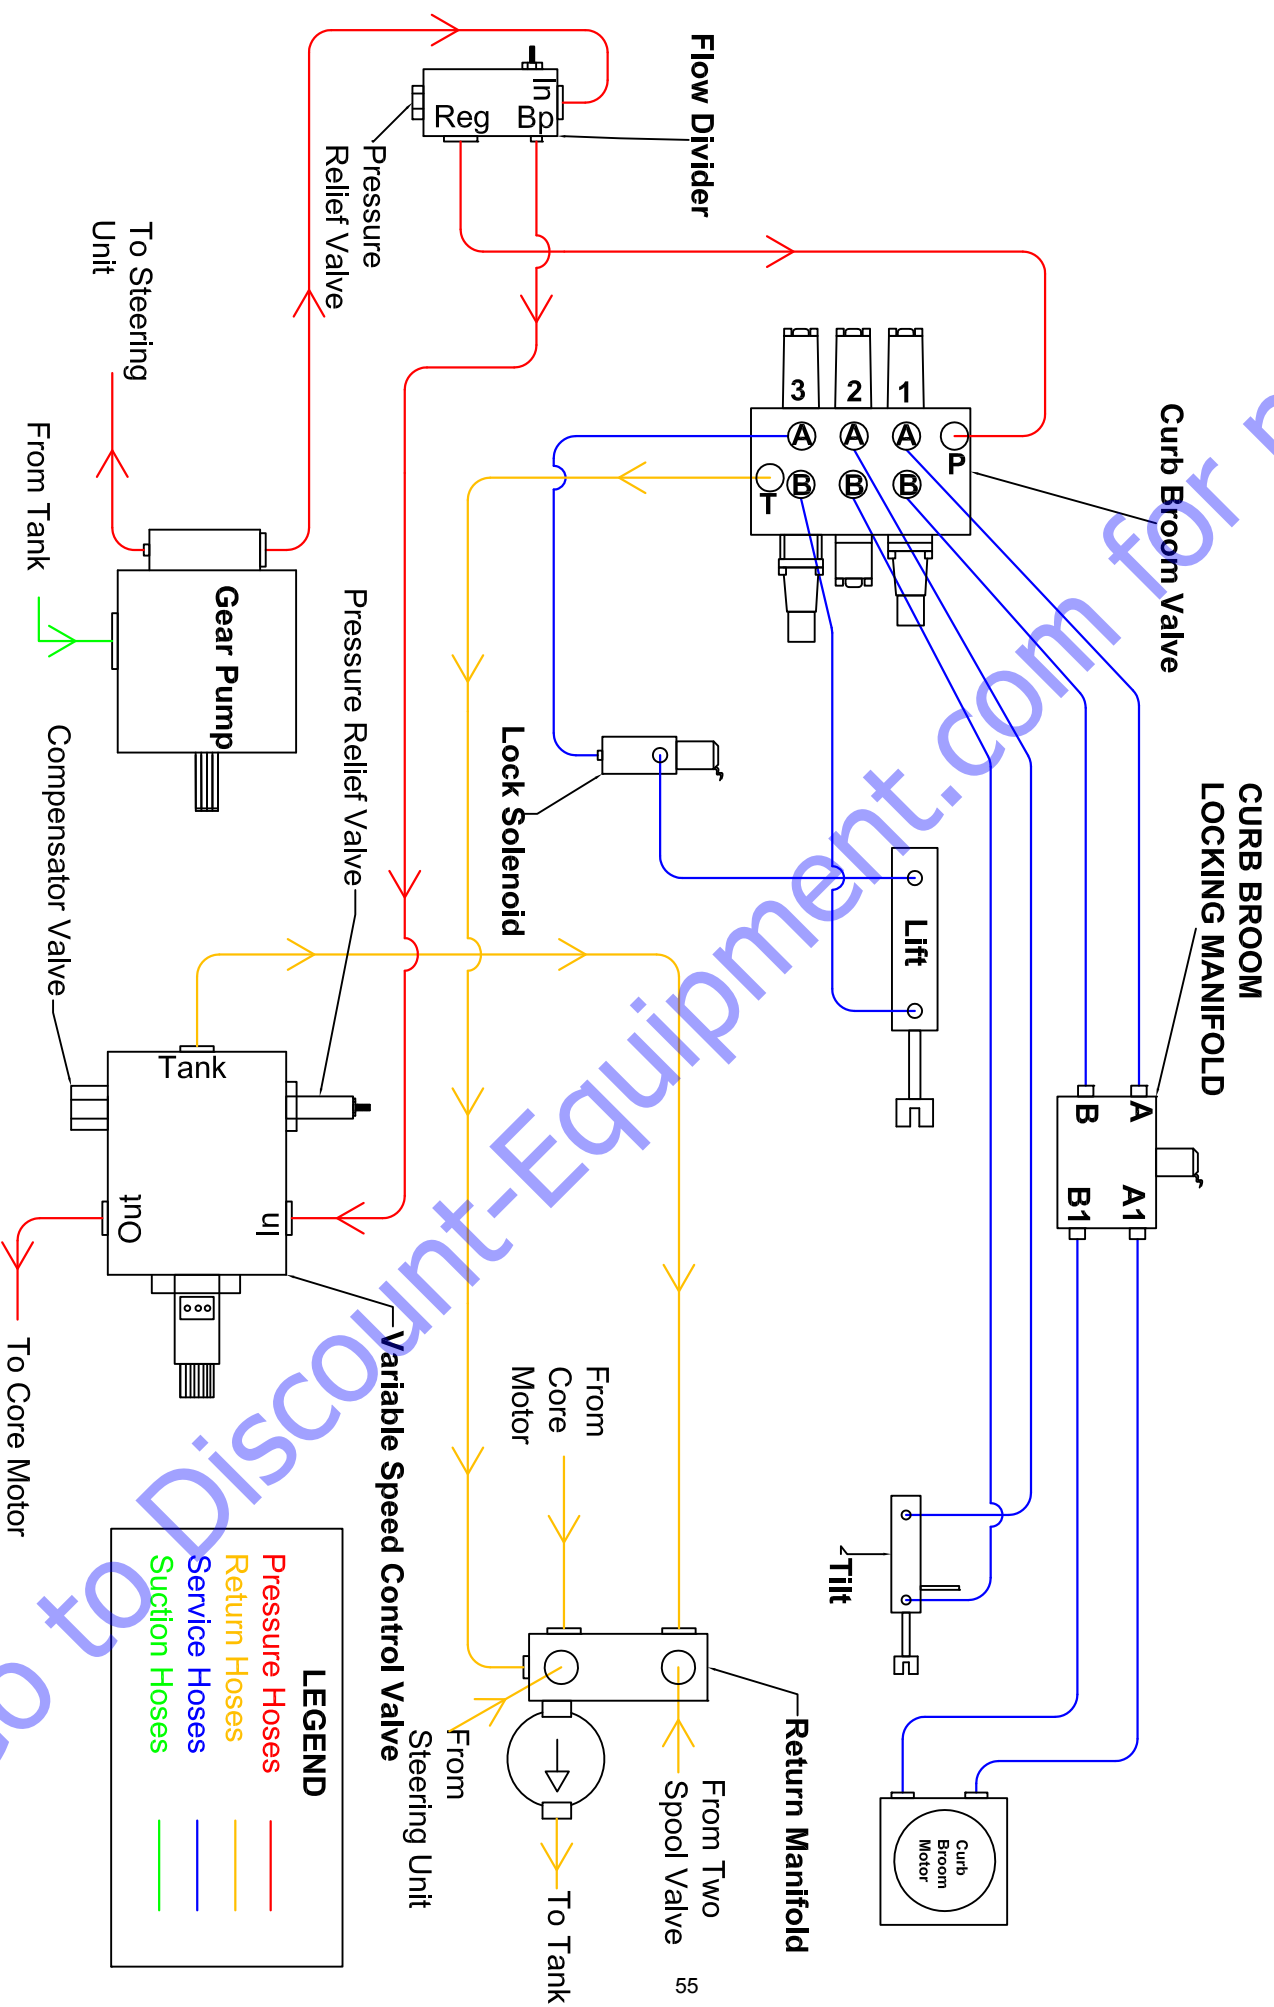 CURB BROOM
LOCKING MANIFOLD
A
B
A1
B1
Curb
Broom
Motor
Curb Broom Valve
P
1
2
3
A
A
A
B
B
B
T
Lift
Tilt
Flow Divider
In
Bp
Reg
Pressure
Relief Valve
Lock Solenoid
Return Manifold
From Two
Spool Valve
From
Core
Motor
From
Steering Unit
To Tank
To Steering
Unit
From Tank
Gear Pump
Pressure Relief Valve
Compensator Valve
Tank
In
Out
Variable Speed Control Valve
To Core Motor
LEGEND
Pressure Hoses
Return Hoses
Service Hoses
Suction Hoses
55
to Discount-Equipment.com for